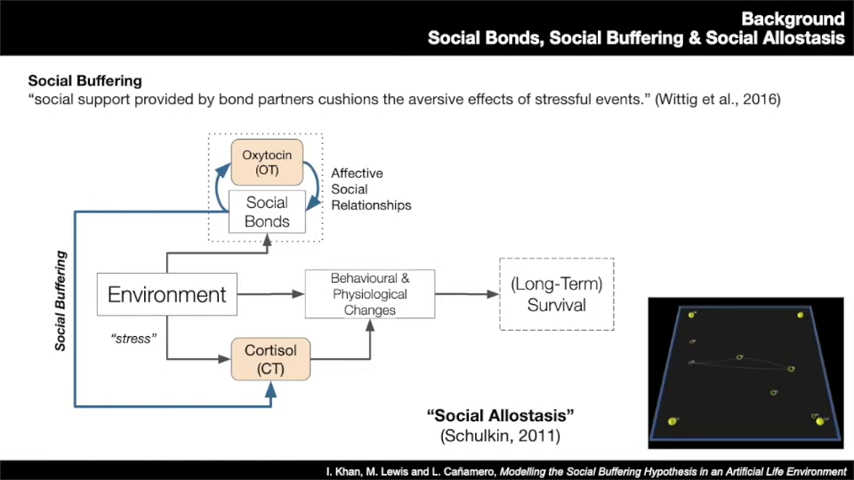 Background
Social Bonds, Social Buffering & Social Allostasis
Social Buffering
“social support provided by bond partners cushions the aversive effects of stressful events.” (Wittig et al., 2016)
Oxytocin
(OT)
Affective
Social
Relationships
Social
Bonds
Social Buffering
Environment
Behavioural &
Physiological
Changes
(Long-Term)
Survival
“stress”
Cortisol
(CT)
“Social Allostasis”
(Schulkin, 2011)
I. Khan, M. Lewis and L. Cañamero, Modelling the Social Buffering Hypothesis in an Artificial Life Environment